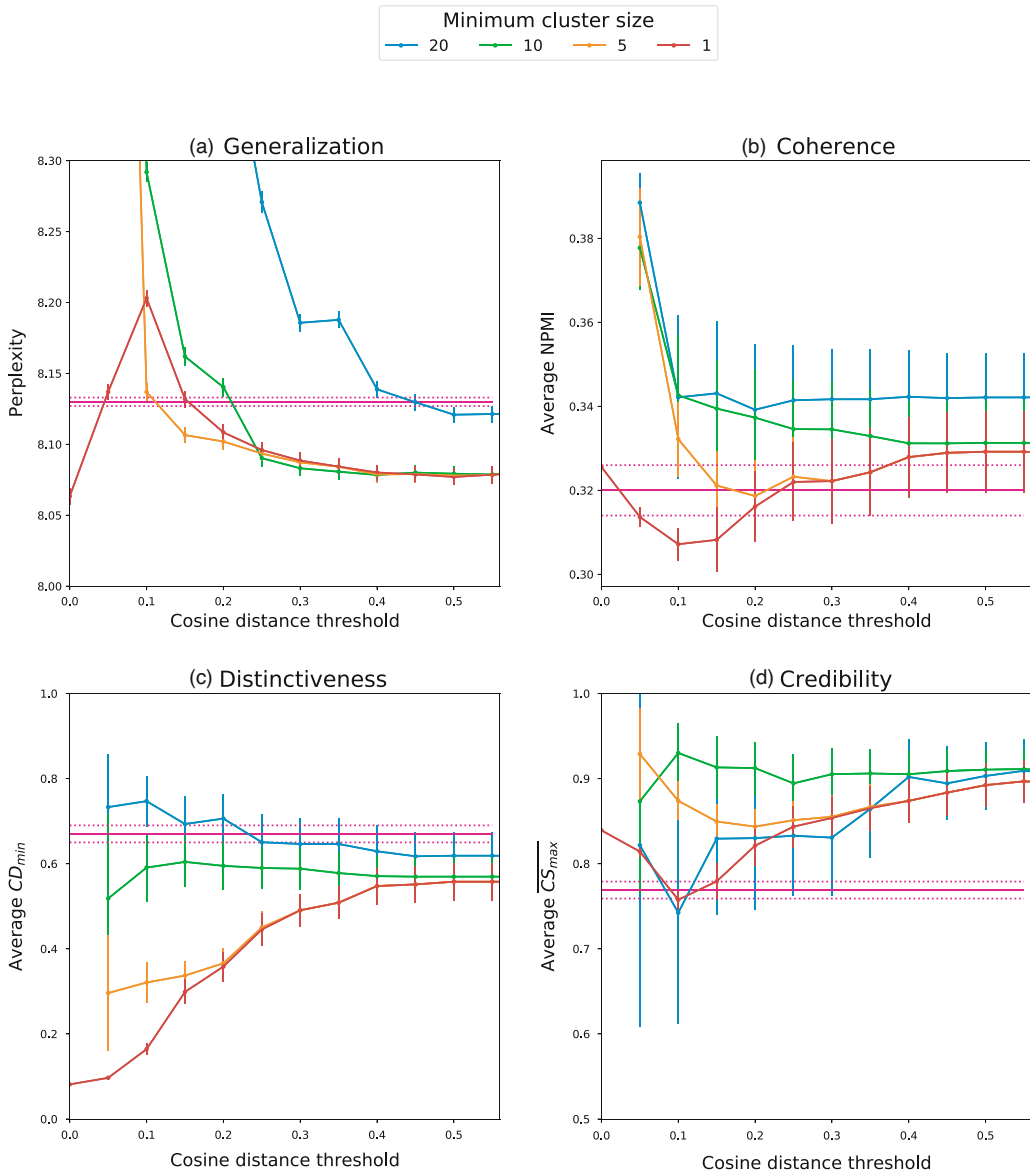 Minimum cluster size
20 10 5 1
(a) Generalization
8.30
8.25
8.20
8.15
8.10
8.05
8.00
Perplexity
0.0 0.1 0.2 0.3 0.4 0.5
Cosine distance threshold
(b) Coherence
0.38
0.36
0.34
0.32
0.30
Average NPMI
0.0 0.1 0.2 0.3 0.4 0.5
Cosine distance threshold
(c) Distinctiveness
1.0
0.8
0.6
0.4
0.2
0.0
Average CDmin
0.0 0.1 0.2 0.3 0.4 0.5
Cosine distance threshold
(d) Credibility
1.0
0.9
0.8
0.7
0.6
0.5
Average CSmax
0.0 0.1 0.2 0.3 0.4 0.5
Cosine distance threshold